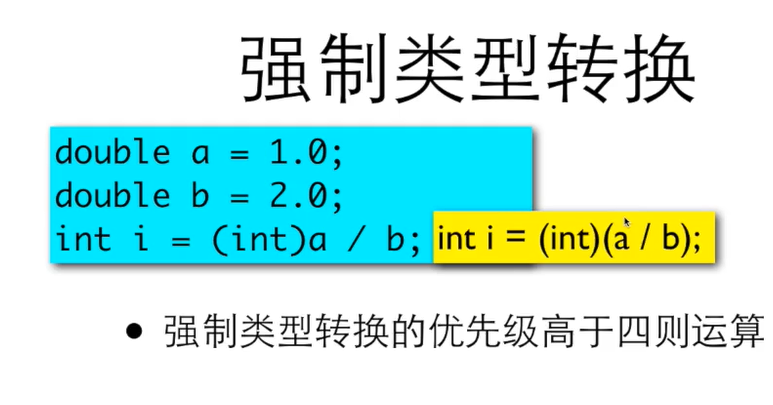 强制类型转换
double a = 1.0;
double b = 2.0;
int i = (int)a / b; int i = (int)(a / b);
• 强制类型转换的优先级高于四则运算